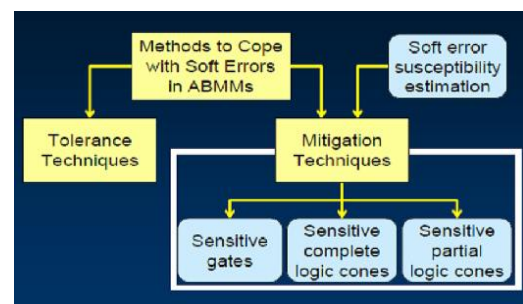 Methods to Cope
with Soft Errors
in ABMMs
Soft error
susceptibility
estimation
Tolerance
Techniques
Mitigation
Techniques
Sensitive
gates
Sensitive
complete
logic cones
Sensitive
partial
logic cones